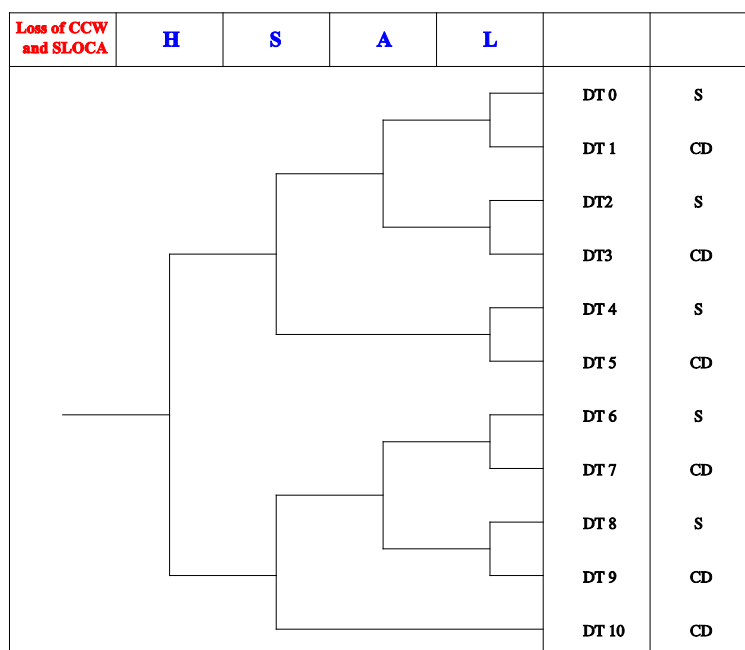 Loss of CCW
and SLOCA
H S A L
DT 0 S
DT 1 CD
DT2 S
DT3 CD
DT 4 S
DT 5 CD
DT 6 S
DT 7 CD
DT 8 S
DT 9 CD
DT 10 CD